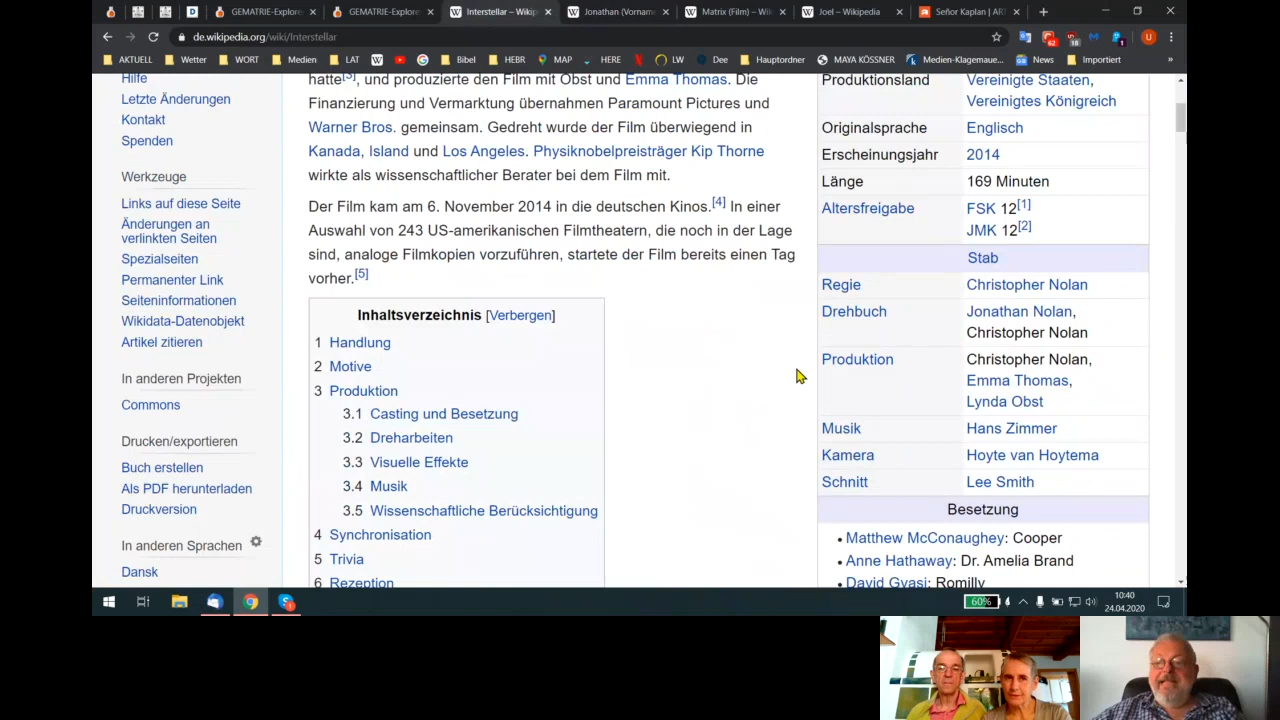 GEMATRIE-Explore
GEMATRIE-Explore
Interstellar – Wikip
Jonathan (Vorname
Matrix (Film) – Wik
Joel – Wikipedia
Señor Kaplan | AR
de.wikipedia.org/wiki/Interstellar
AKTUELL
Wetter
WORT
Medien
LAT
Bibel
HEBR
MAP
HERE
LW
Dee
Hauptordner
MAYA KÖSSNER
Medien-Klagemaue...
News
Importiert
»
Hilfe
Letzte Änderungen
Kontakt
Spenden
Werkzeuge
Links auf diese Seite
Änderungen an
verlinkten Seiten
Spezialseiten
Permanenter Link
Seiteninformationen
Wikidata-Datenobjekt
Artikel zitieren
In anderen Projekten
Commons
Drucken/exportieren
Buch erstellen
Als PDF herunterladen
Druckversion
In anderen Sprachen
Dansk
hatte[3], und produzierte den Film mit Obst und Emma Thomas. Die
Finanzierung und Vermarktung übernahmen Paramount Pictures und
Warner Bros. gemeinsam. Gedreht wurde der Film überwiegend in
Kanada, Island und Los Angeles. Physiknobelpreisträger Kip Thorne
wirkte als wissenschaftlicher Berater bei dem Film mit.
Der Film kam am 6. November 2014 in die deutschen Kinos.[4] In einer
Auswahl von 243 US-amerikanischen Filmtheatern, die noch in der Lage
sind, analoge Filmkopien vorzuführen, startete der Film bereits einen Tag
vorher.[5]
Inhaltsverzeichnis [Verbergen]
1 Handlung
2 Motive
3 Produktion
3.1 Casting und Besetzung
3.2 Dreharbeiten
3.3 Visuelle Effekte
3.4 Musik
3.5 Wissenschaftliche Berücksichtigung
4 Synchronisation
5 Trivia
6 Rezeption
Produktionsland Vereinigte Staaten,
Vereinigtes Königreich
Originalsprache Englisch
Erscheinungsjahr 2014
Länge 169 Minuten
Altersfreigabe FSK 12[1]
JMK 12[2]
Stab
Regie Christopher Nolan
Drehbuch Jonathan Nolan,
Christopher Nolan
Produktion Christopher Nolan,
Emma Thomas,
Lynda Obst
Musik Hans Zimmer
Kamera Hoyte van Hoytema
Schnitt Lee Smith
Besetzung
• Matthew McConaughey: Cooper
• Anne Hathaway: Dr. Amelia Brand
• David Gyasi: Romilly
60%
10:40
24.04.2020